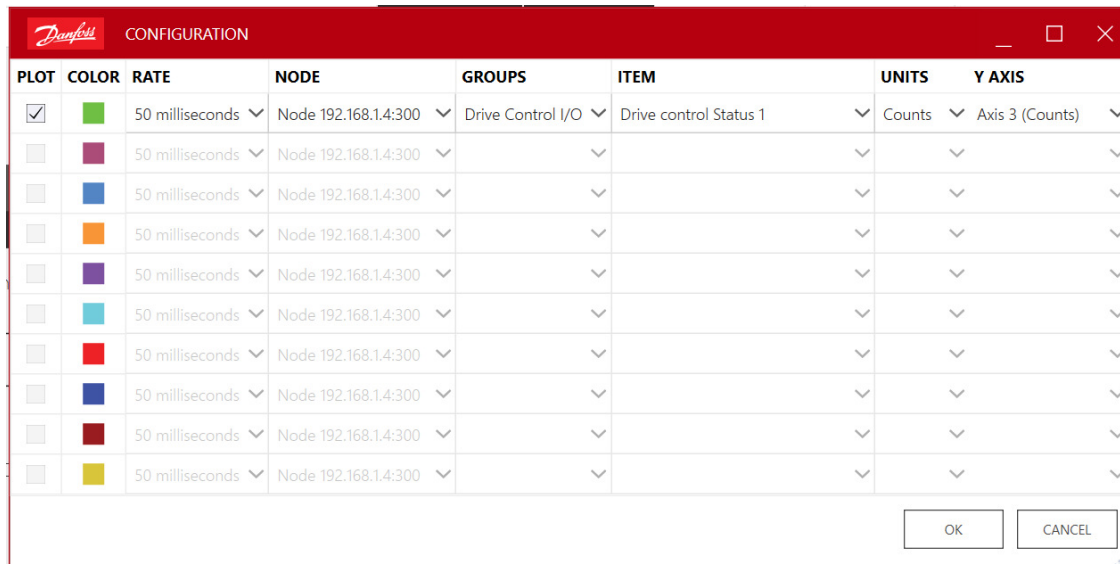 Danfoss CONFIGURATION
PLOT COLOR RATE NODE GROUPS ITEM UNITS Y AXIS
50 milliseconds Node 192.168.1.4:300 Drive Control I/O Drive control Status 1 Counts Axis 3 (Counts)
50 milliseconds Node 192.168.1.4:300
50 milliseconds Node 192.168.1.4:300
50 milliseconds Node 192.168.1.4:300
50 milliseconds Node 192.168.1.4:300
50 milliseconds Node 192.168.1.4:300
50 milliseconds Node 192.168.1.4:300
50 milliseconds Node 192.168.1.4:300
50 milliseconds Node 192.168.1.4:300
50 milliseconds Node 192.168.1.4:300
OK CANCEL